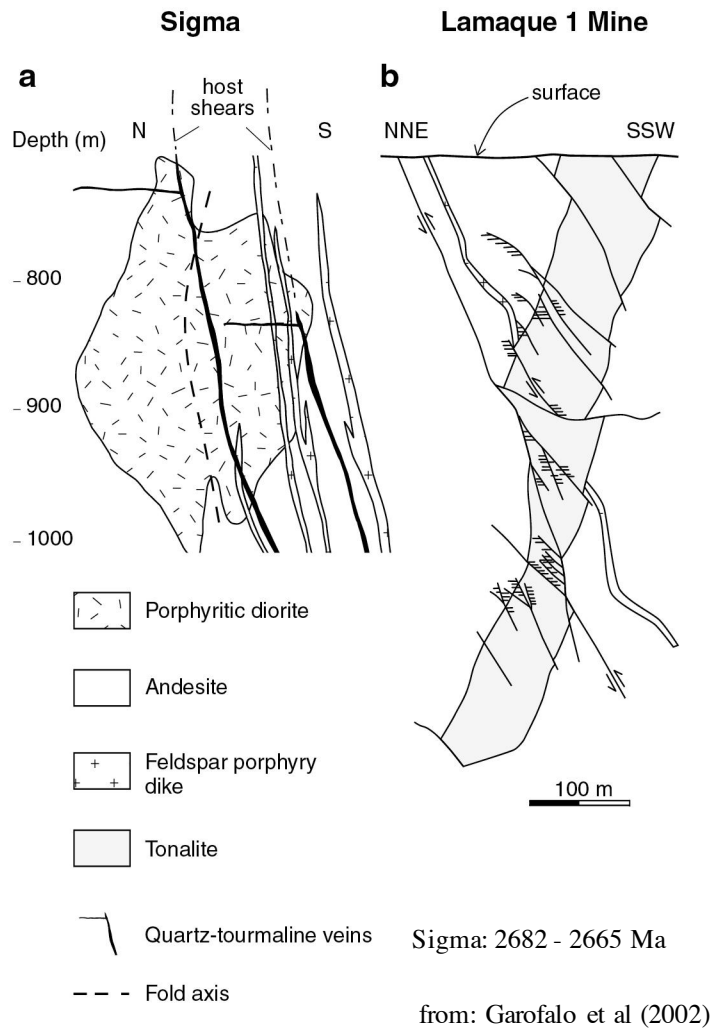 Sigma
Lamaque 1 Mine
a
b
host
shears
surface
Depth (m)
N
S
NNE
SSW
800
900
1000
100 m
Porphyritic diorite
Andesite
Feldspar porphyry
dike
Tonalite
Quartz-tourmaline veins
Fold axis
Sigma: 2682 - 2665 Ma
from: Garofalo et al (2002)